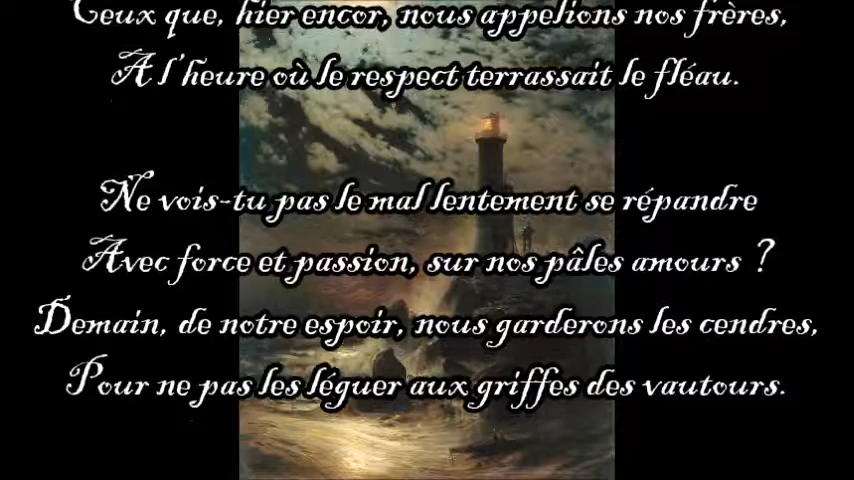 Ceux que, hier encor, nous appelions nos frères,
A l'heure où le respect terrassait le fléau.
Ne vois-tu pas le mal lentement se répandre
Avec force et passion, sur nos pâles amours ?
Demain, de notre espoir, nous garderons les cendres,
Pour ne pas les léguer aux griffes des vautours.